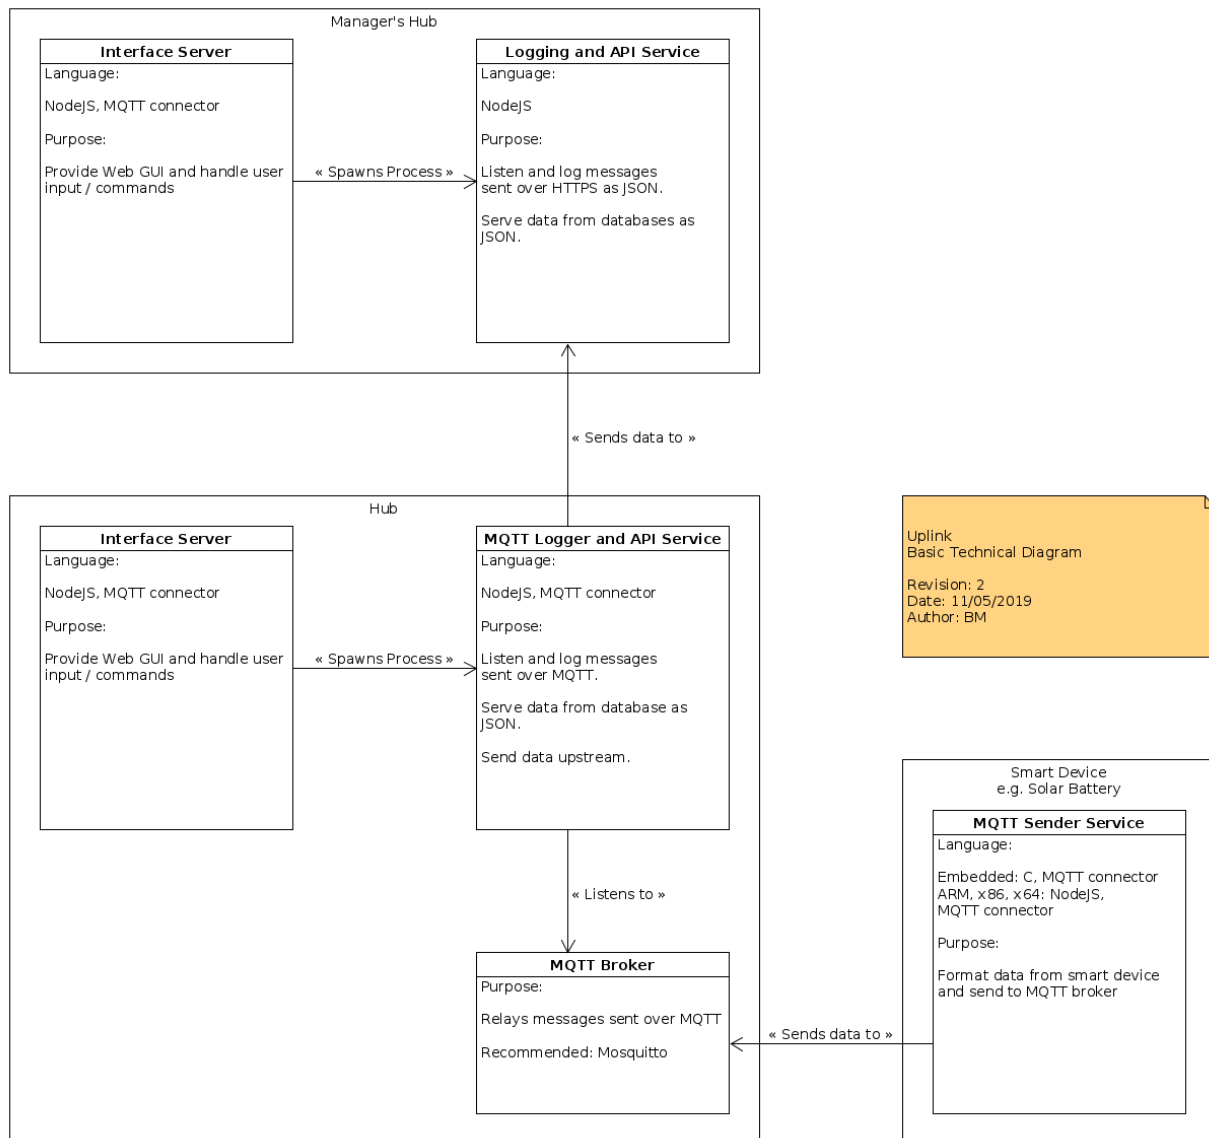 Manager's Hub
Interface Server
Language:
NodeJS, MQTT connector
Purpose:
Provide Web GUI and handle user
input / commands
« Spawns Process »
Logging and API Service
Language:
NodeJS
Purpose:
Listen and log messages
sent over HTTPS as JSON.
Serve data from databases as
JSON.
« Sends data to »
Hub
Interface Server
Language:
NodeJS, MQTT connector
Purpose:
Provide Web GUI and handle user
input / commands
« Spawns Process »
MQTT Logger and API Service
Language:
NodeJS, MQTT connector
Purpose:
Listen and log messages
sent over MQTT.
Serve data from database as
JSON.
Send data upstream.
« Listens to »
MQTT Broker
Purpose:
Relays messages sent over MQTT
Recommended: Mosquitto
« Sends data to »
Uplink
Basic Technical Diagram
Revision: 2
Date: 11/05/2019
Author: BM
Smart Device
e.g. Solar Battery
MQTT Sender Service
Language:
Embedded: C, MQTT connector
ARM, x86, x64: NodeJS,
MQTT connector
Purpose:
Format data from smart device
and send to MQTT broker